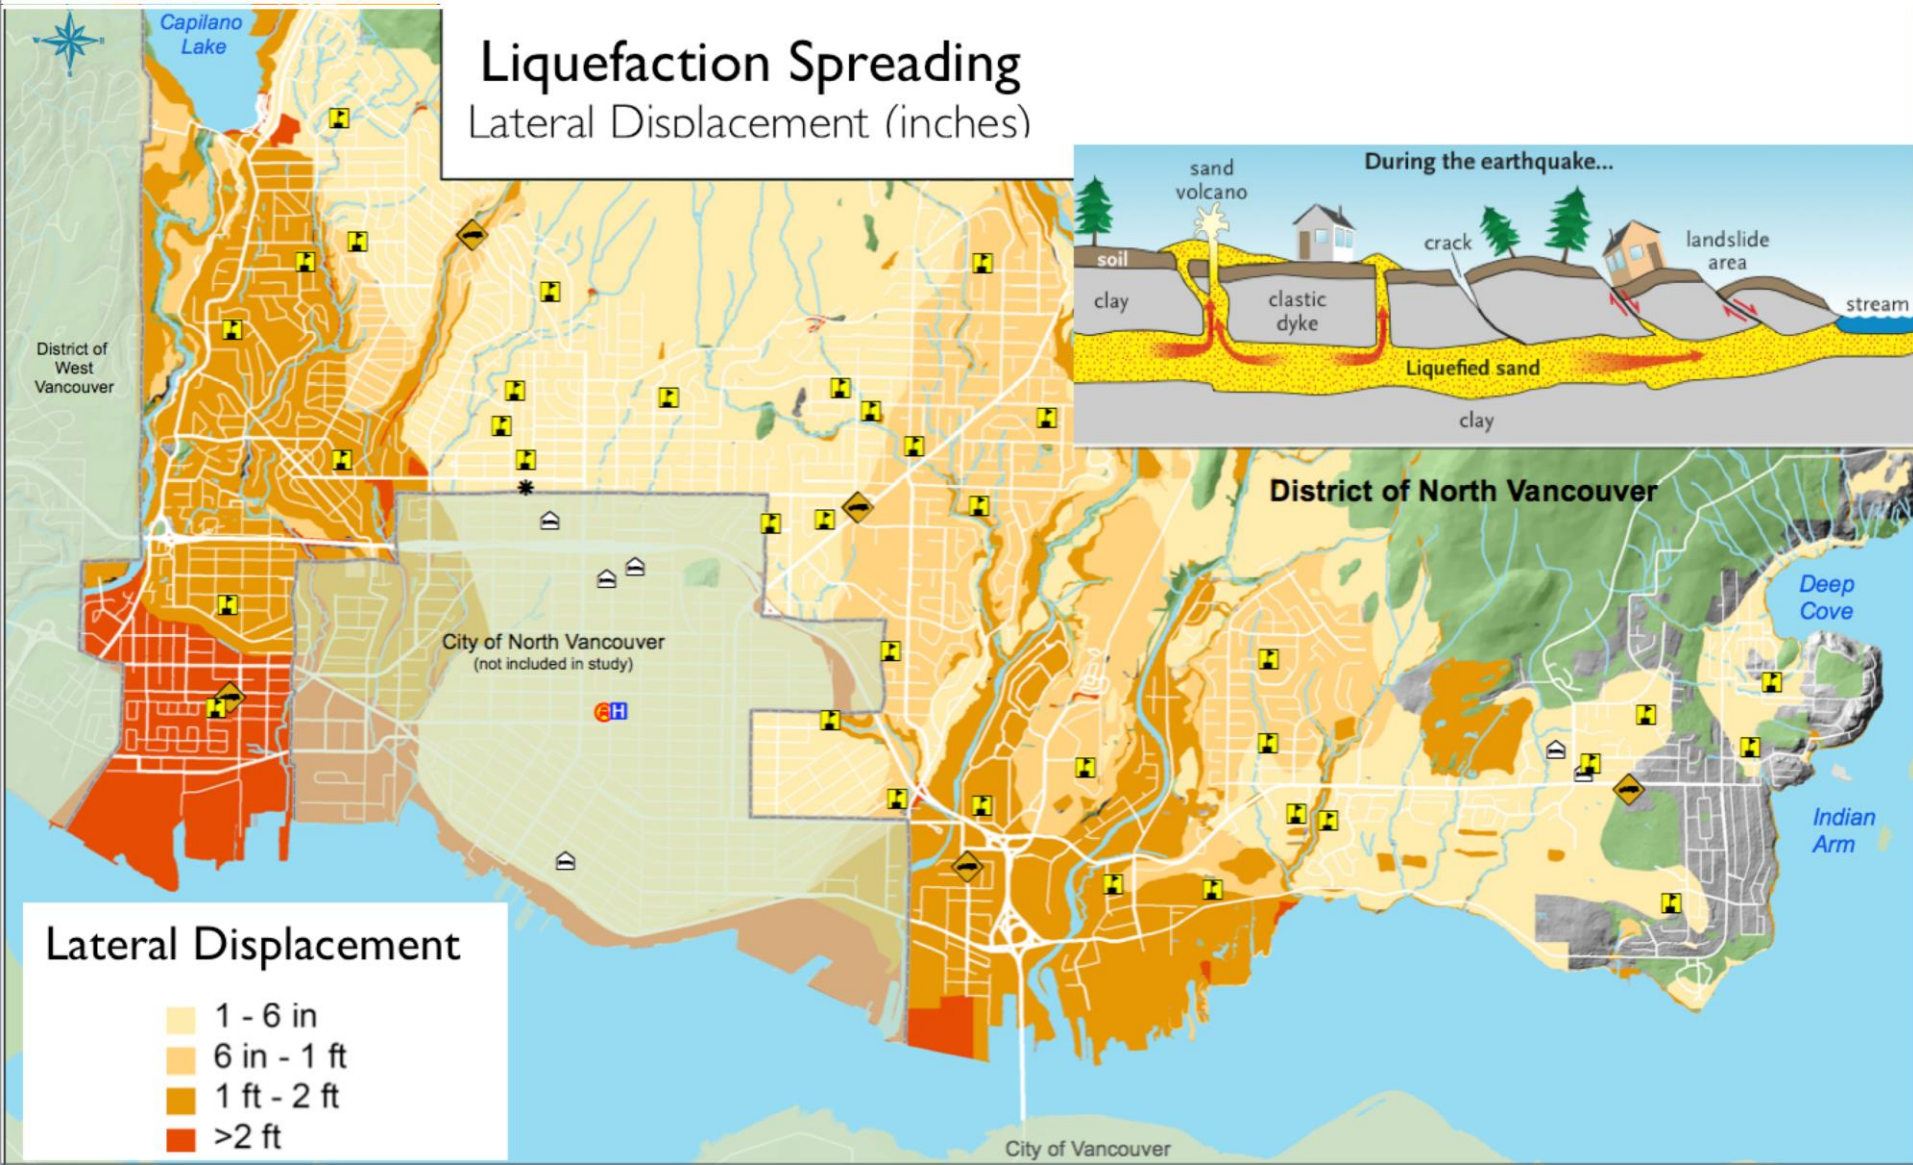 Capilano
Lake
Liquefaction Spreading
Lateral Displacement (inches)
During the earthquake...
sand
volcano
crack
landslide
area
soil
clay
clastic
dyke
stream
Liquefied sand
clay
District of
West
Vancouver
District of North Vancouver
Deep
Cove
City of North Vancouver
(not included in study)
H
Indian
Arm
Lateral Displacement
1 - 6 in
6 in - 1 ft
1 ft - 2 ft
>2 ft
City of Vancouver